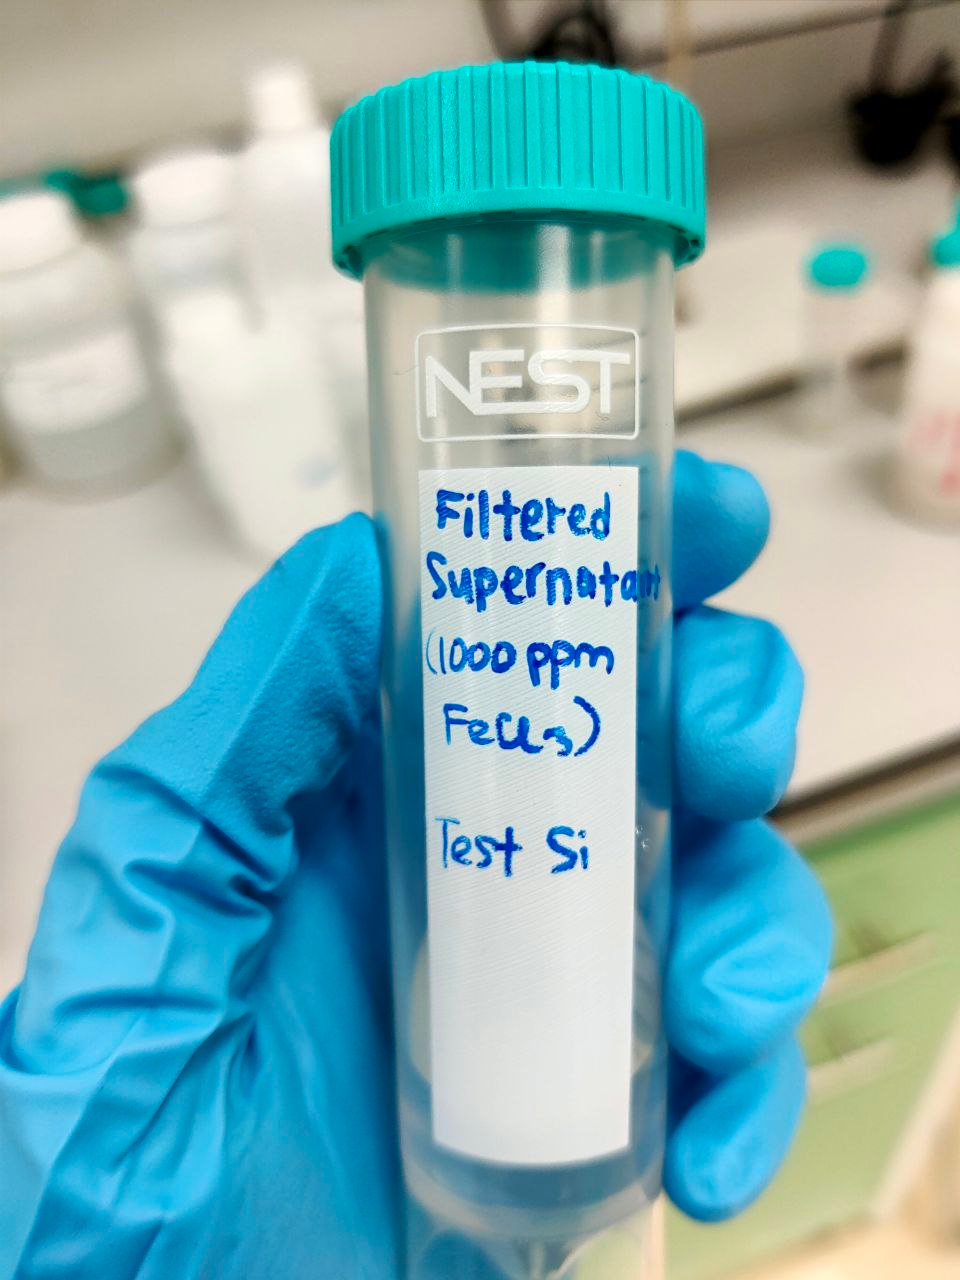 NEST
Filtered
Supernatant
(1000 ppm
FeCl3)
Test Si